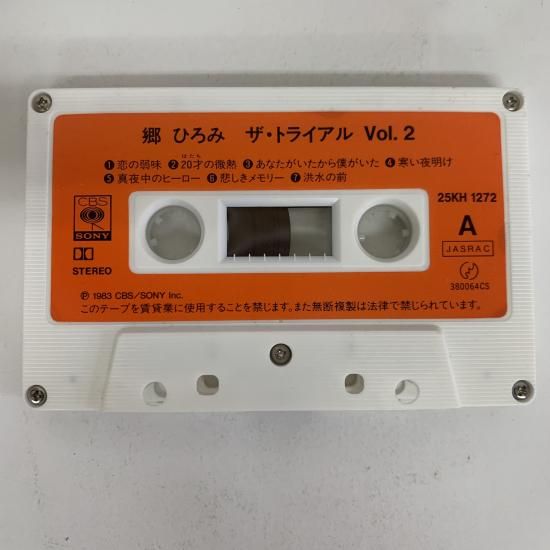 郷 ひろみ ザ・トライアル Vol. 2
はたち
❶恋の弱味 ❷20才の微熱 ❸あなたがいたから僕がいた ❹寒い夜明け
❺真夜中のヒーロー ❻悲しきメモリー ❼洪水の前
CBS
SONY
STEREO
25KH 1272
A
JASRAC
380064CS
Ⓟ 1983 CBS/SONY Inc.
このテープを賃貸業に使用することを禁じます。また無断複製は法律で禁じられています。